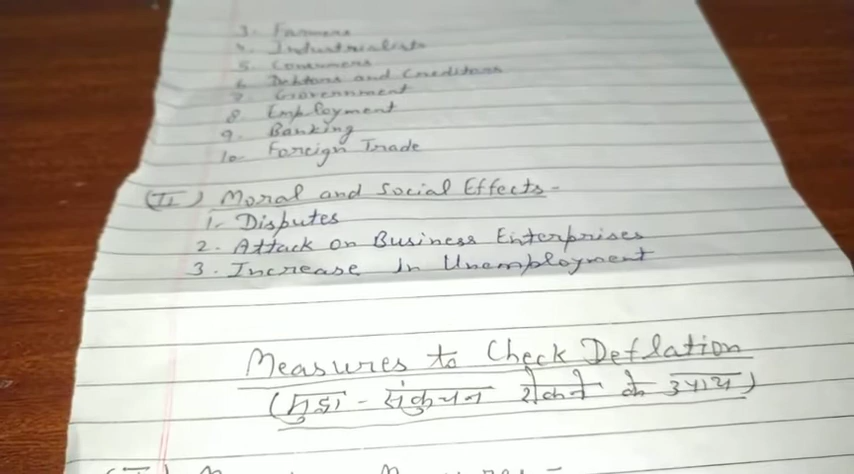 3. Farmers
4. Industrialists
5. Consumers
6. Debtors and Creditors
7. Government
8. Employment
9. Banking
10. Foreign Trade
(II) Moral and Social Effects-
1. Disputes
2. Attack on Business Enterprises
3. Increase in Unemployment
Measures to Check Deflation
(मुद्रा - संकुचन रोकने के उपाय)